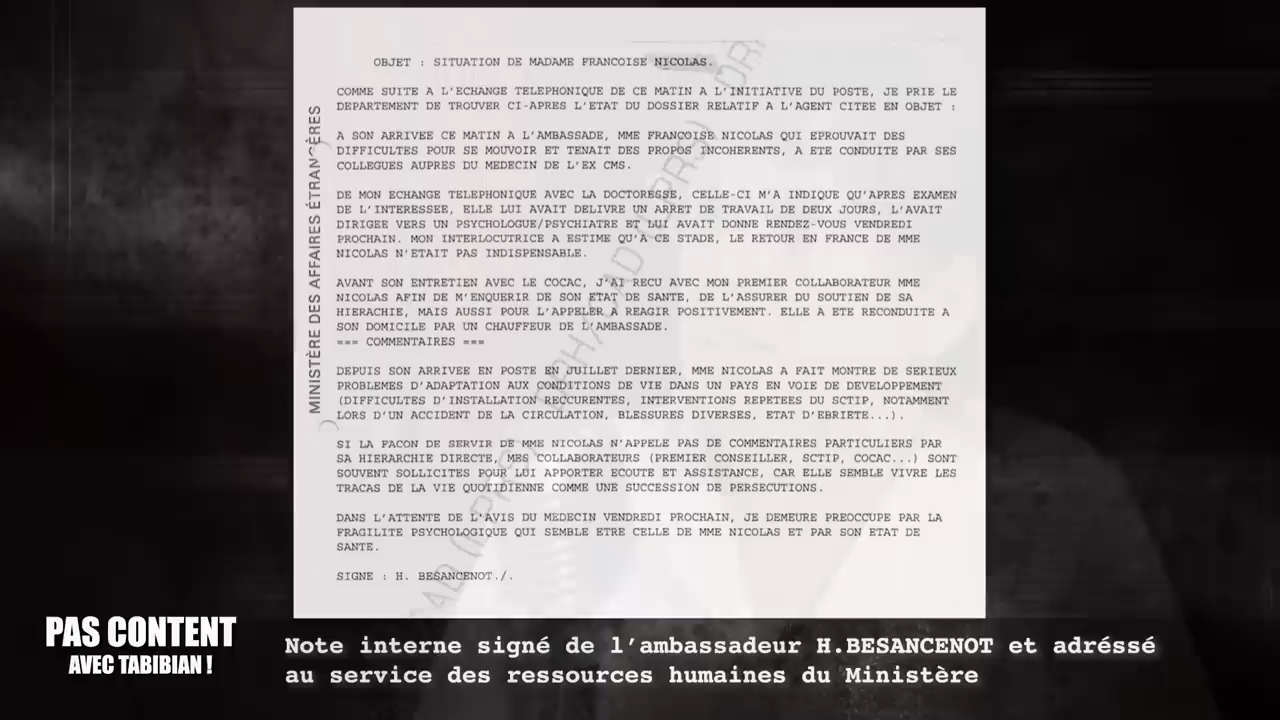 OBJET : SITUATION DE MADAME FRANCOISE NICOLAS.
COMME SUITE A L'ECHANGE TELEPHONIQUE DE CE MATIN A L'INITIATIVE DU POSTE, JE PRIE LE
DEPARTEMENT DE TROUVER CI-APRES L'ETAT DU DOSSIER RELATIF A L'AGENT CITEE EN OBJET :
A SON ARRIVEE CE MATIN A L'AMBASSADE, MME FRANCOISE NICOLAS QUI EPROUVAIT DES
DIFFICULTES POUR SE MOUVOIR ET TENAIT DES PROPOS INCOHERENTS, A ETE CONDUITE PAR SES
COLLEGUES AUPRES DU MEDECIN DE L'EX CMS.
DE MON ECHANGE TELEPHONIQUE AVEC LA DOCTORESSE, CELLE-CI M'A INDIQUE QU'APRES EXAMEN
DE L'INTERESSEE, ELLE LUI AVAIT DELIVRE UN ARRET DE TRAVAIL DE DEUX JOURS, L'AVAIT
DIRIGEE VERS UN PSYCHOLOGUE/PSYCHIATRE ET LUI AVAIT DONNE RENDEZ-VOUS VENDREDI
PROCHAIN. MON INTERLOCUTRICE A ESTIME QU'A CE STADE, LE RETOUR EN FRANCE DE MME
NICOLAS N'ETAIT PAS INDISPENSABLE.
AVANT SON ENTRETIEN AVEC LE COCAC, J'AI RECU AVEC MON PREMIER COLLABORATEUR MME
NICOLAS AFIN DE M'ENQUERIR DE SON ETAT DE SANTE, DE L'ASSURER DU SOUTIEN DE SA
HIERACHIE, MAIS AUSSI POUR L'APPELER A REAGIR POSITIVEMENT. ELLE A ETE RECONDUITE A
SON DOMICILE PAR UN CHAUFFEUR DE L'AMBASSADE.
=== COMMENTAIRES ===
DEPUIS SON ARRIVEE EN POSTE EN JUILLET DERNIER, MME NICOLAS A FAIT MONTRE DE SERIEUX
PROBLEMES D'ADAPTATION AUX CONDITIONS DE VIE DANS UN PAYS EN VOIE DE DEVELOPPEMENT
(DIFFICULTES D'INSTALLATION RECCURENTES, INTERVENTIONS REPETEES DU SCTIP, NOTAMMENT
LORS D'UN ACCIDENT DE LA CIRCULATION, BLESSURES DIVERSES, ETAT D'EBRIETE...).
SI LA FACON DE SERVIR DE MME NICOLAS N'APPELE PAS DE COMMENTAIRES PARTICULIERS PAR
SA HIERARCHIE DIRECTE, MES COLLABORATEURS (PREMIER CONSEILLER, SCTIP, COCAC...) SONT
SOUVENT SOLLICITES POUR LUI APPORTER ECOUTE ET ASSISTANCE, CAR ELLE SEMBLE VIVRE LES
TRACAS DE LA VIE QUOTIDIENNE COMME UNE SUCCESSION DE PERSECUTIONS.
DANS L'ATTENTE DE L'AVIS DU MEDECIN VENDREDI PROCHAIN, JE DEMEURE PREOCCUPE PAR LA
FRAGILITE PSYCHOLOGIQUE QUI SEMBLE ETRE CELLE DE MME NICOLAS ET PAR SON ETAT DE
SANTE.
SIGNE : H. BESANCENOT./.
MINISTÈRE DES AFFAIRES ÉTRANGÈRES
PAS CONTENT
AVEC TABIBIAN !
Note interne signé de l'ambassadeur H.BESANCENOT et adréssé
au service des ressources humaines du Ministère